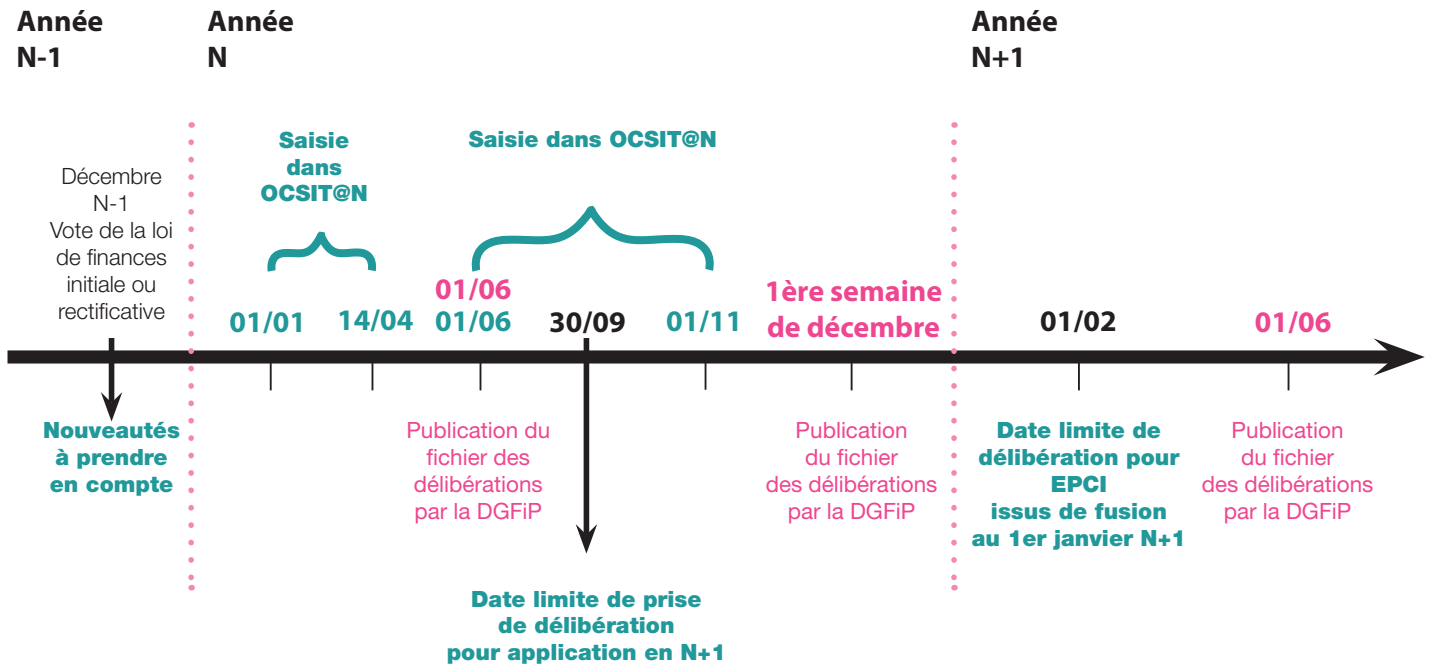 Année
N-1
Année
N
Année
N+1
Décembre
N-1
Vote de la loi
de finances
initiale ou
rectificative
Saisie
dans
OCSIT@N
Saisie dans OCSIT@N
01/01
14/04
01/06
01/06
30/09
01/11
1ère semaine
de décembre
01/02
01/06
Nouveautés
à prendre
en compte
Publication du
fichier des
délibérations
par la DGFiP
Date limite de prise
de délibération
pour application en N+1
Publication
du fichier
des délibérations
par la DGFiP
Date limite de
délibération pour
EPCI
issus de fusion
au 1er janvier N+1
Publication
du fichier
des délibérations
par la DGFiP